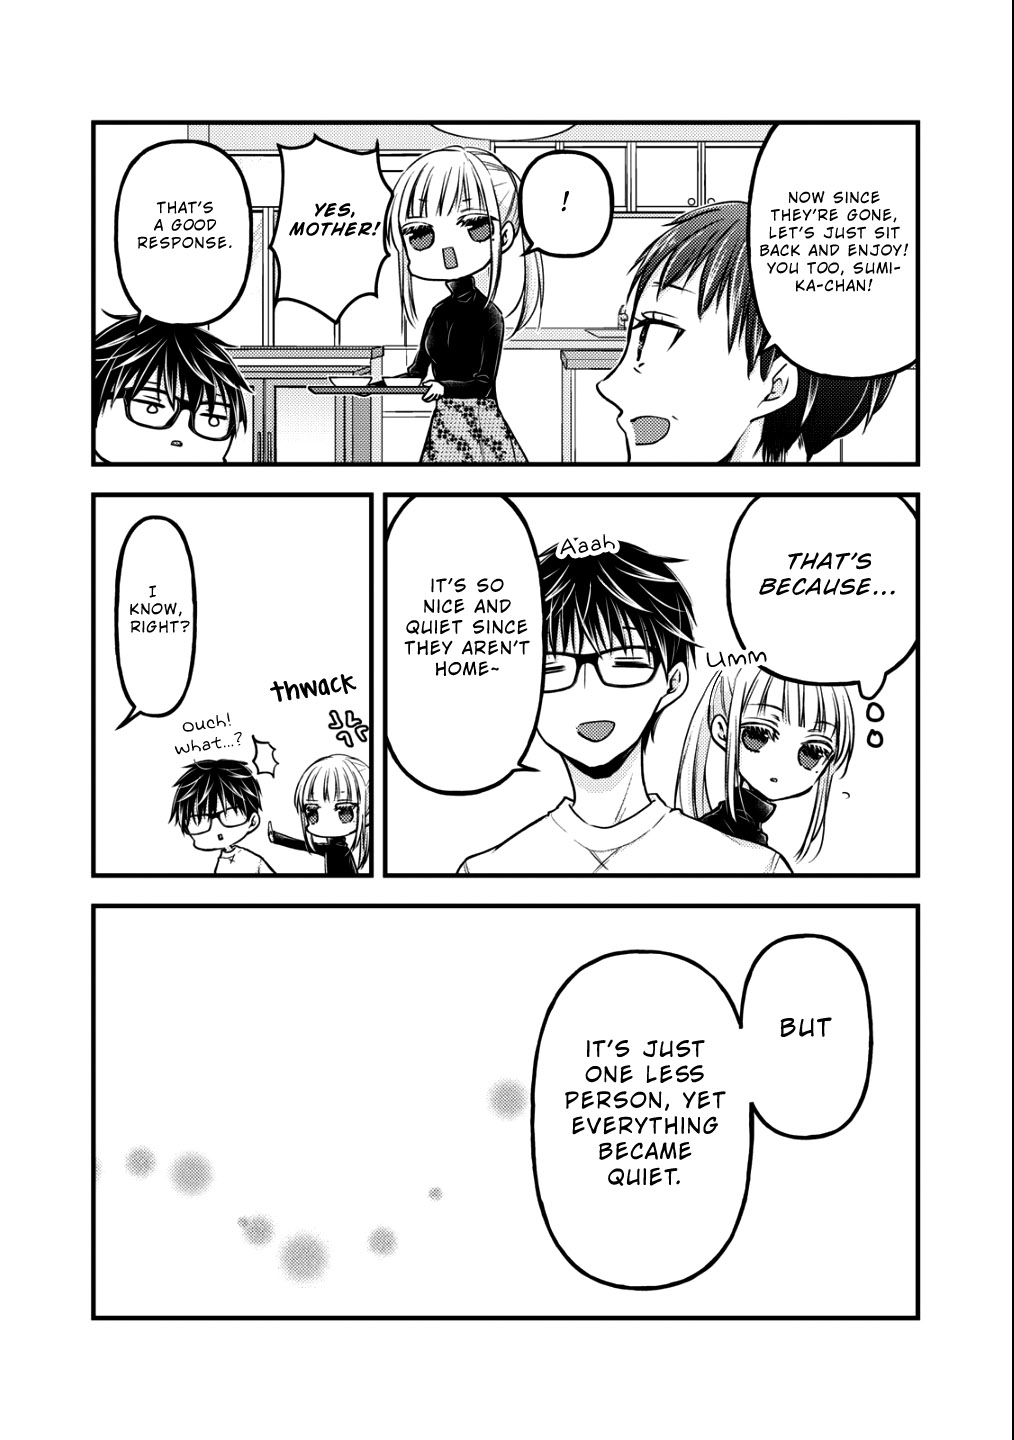 NOW SINCE
THEY'RE GONE,
LET'S JUST SIT
BACK AND ENJOY!
YOU TOO, SUMI-
KA-CHAN!
!
YES,
MOTHER!
THAT'S
A GOOD
RESPONSE.
THAT'S
BECAUSE...
Umm
Aaah
IT'S SO
NICE AND
QUIET SINCE
THEY AREN'T
HOME~
I
KNOW,
RIGHT?
thwack
ouch!
what...?
BUT
IT'S JUST
ONE LESS
PERSON, YET
EVERYTHING
BECAME
QUIET.